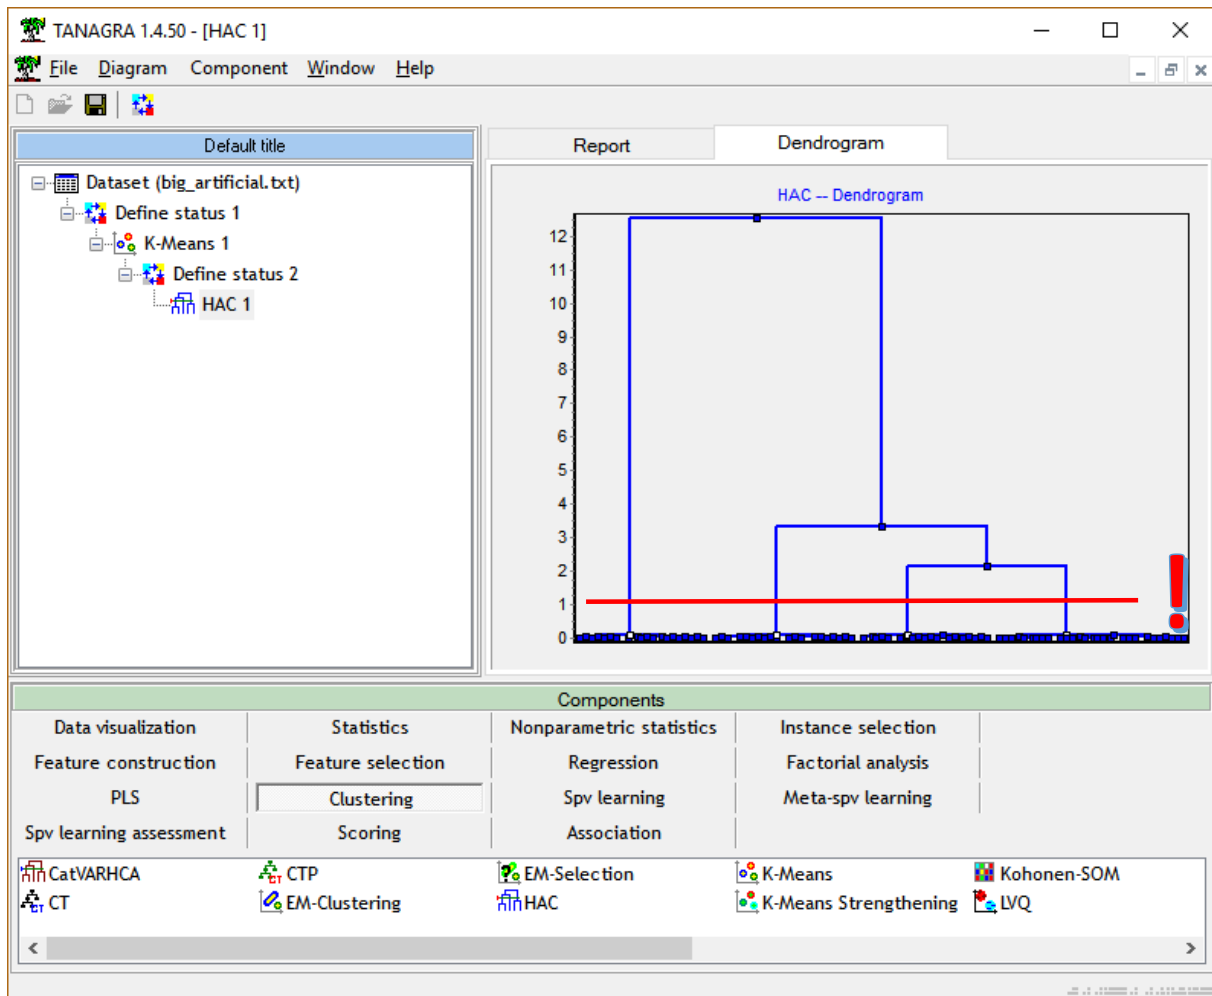 TANAGRA 1.4.50 - [HAC 1]
File Diagram Component Window Help
Default title
Dataset (big_artificial.txt)
Define status 1
K-Means 1
Define status 2
HAC 1
Report Dendrogram
HAC -- Dendrogram
12
11
10
9
8
7
6
5
4
3
2
1
0
!
Components
Data visualization Statistics Nonparametric statistics Instance selection
Feature construction Feature selection Regression Factorial analysis
PLS Clustering Spv learning Meta-spv learning
Spv learning assessment Scoring Association
CatVARHCA CTP EM-Selection K-Means Kohonen-SOM
CT EM-Clustering HAC K-Means Strengthening LVQ